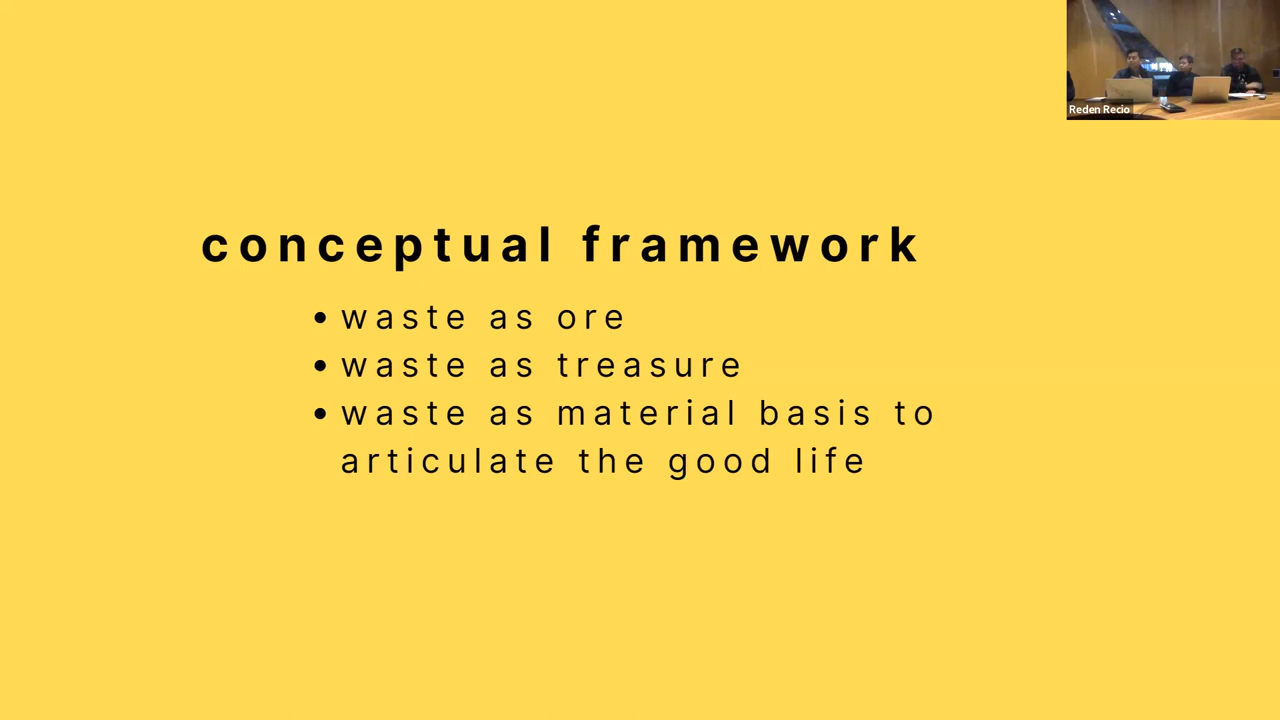 Reden Recio
conceptual framework
• waste as ore
• waste as treasure
• waste as material basis to
articulate the good life